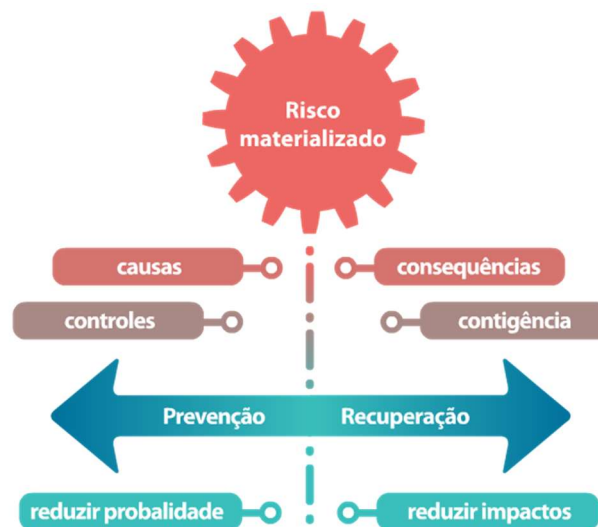 Risco
materializado
causas
consequências
controles
contigência
Prevenção
Recuperação
reduzir probalidade
reduzir impactos